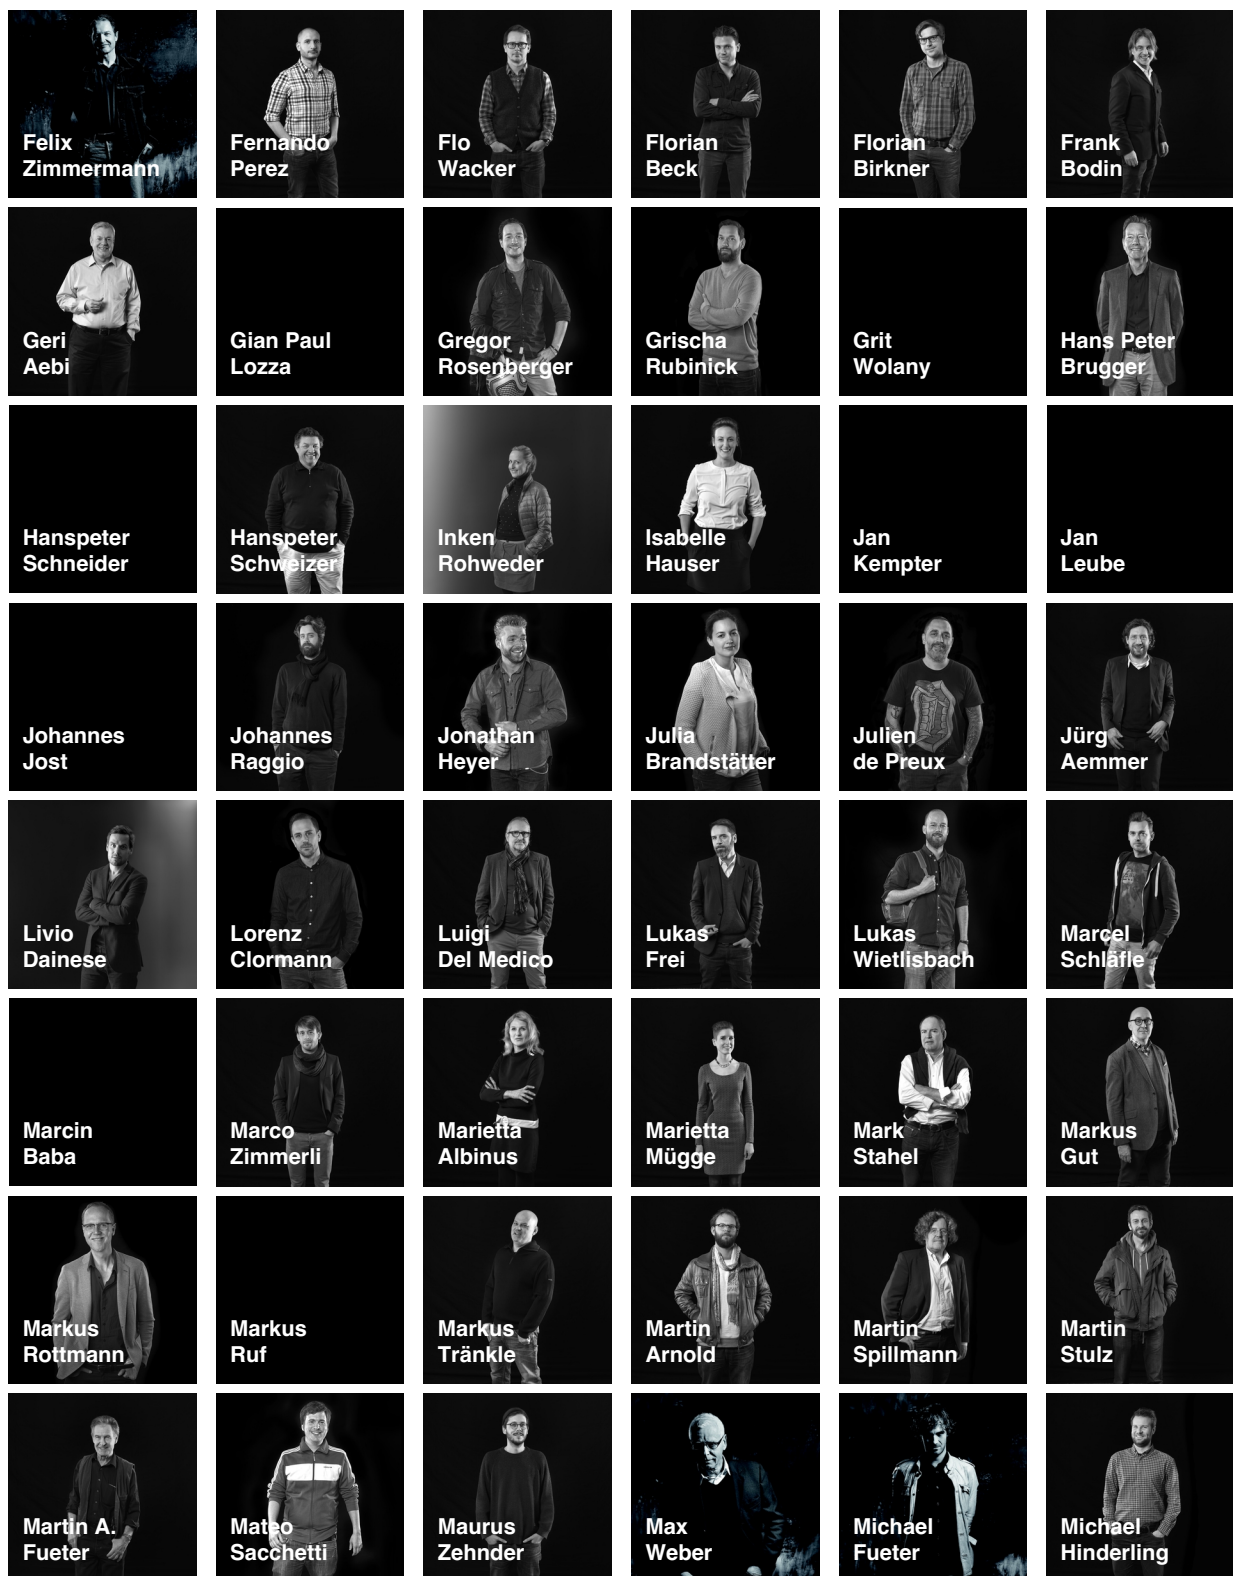 Felix
Zimmermann
Fernando
Perez
Flo
Wacker
Florian
Beck
Florian
Birkner
Frank
Bodin
Geri
Aebi
Gian Paul
Lozza
Gregor
Rosenberger
Grischa
Rubinick
Grit
Wolany
Hans Peter
Brugger
Hanspeter
Schneider
Hanspeter
Schweizer
Inken
Rohweder
Isabelle
Hauser
Jan
Kempter
Jan
Leube
Johannes
Jost
Johannes
Raggio
Jonathan
Heyer
Julia
Brandstätter
Julien
de Preux
Jürg
Aemmer
Livio
Dainese
Lorenz
Clormann
Luigi
Del Medico
Lukas
Frei
Lukas
Wietlisbach
Marcel
Schläfle
Marcin
Baba
Marco
Zimmerli
Marietta
Albinus
Marietta
Mügge
Mark
Stahel
Markus
Gut
Markus
Rottmann
Markus
Ruf
Markus
Tränkle
Martin
Arnold
Martin
Spillmann
Martin
Stulz
Martin A.
Fueter
Mateo
Sacchetti
Maurus
Zehnder
Max
Weber
Michael
Fueter
Michael
Hinderling